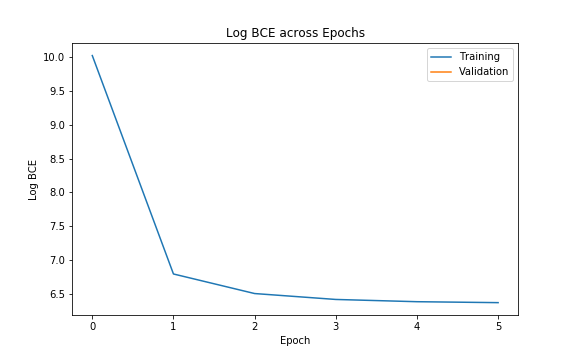 Log BCE across Epochs
Training
Validation
10.0
9.5
9.0
8.5
8.0
7.5
7.0
6.5
Log BCE
0 1 2 3 4 5
Epoch